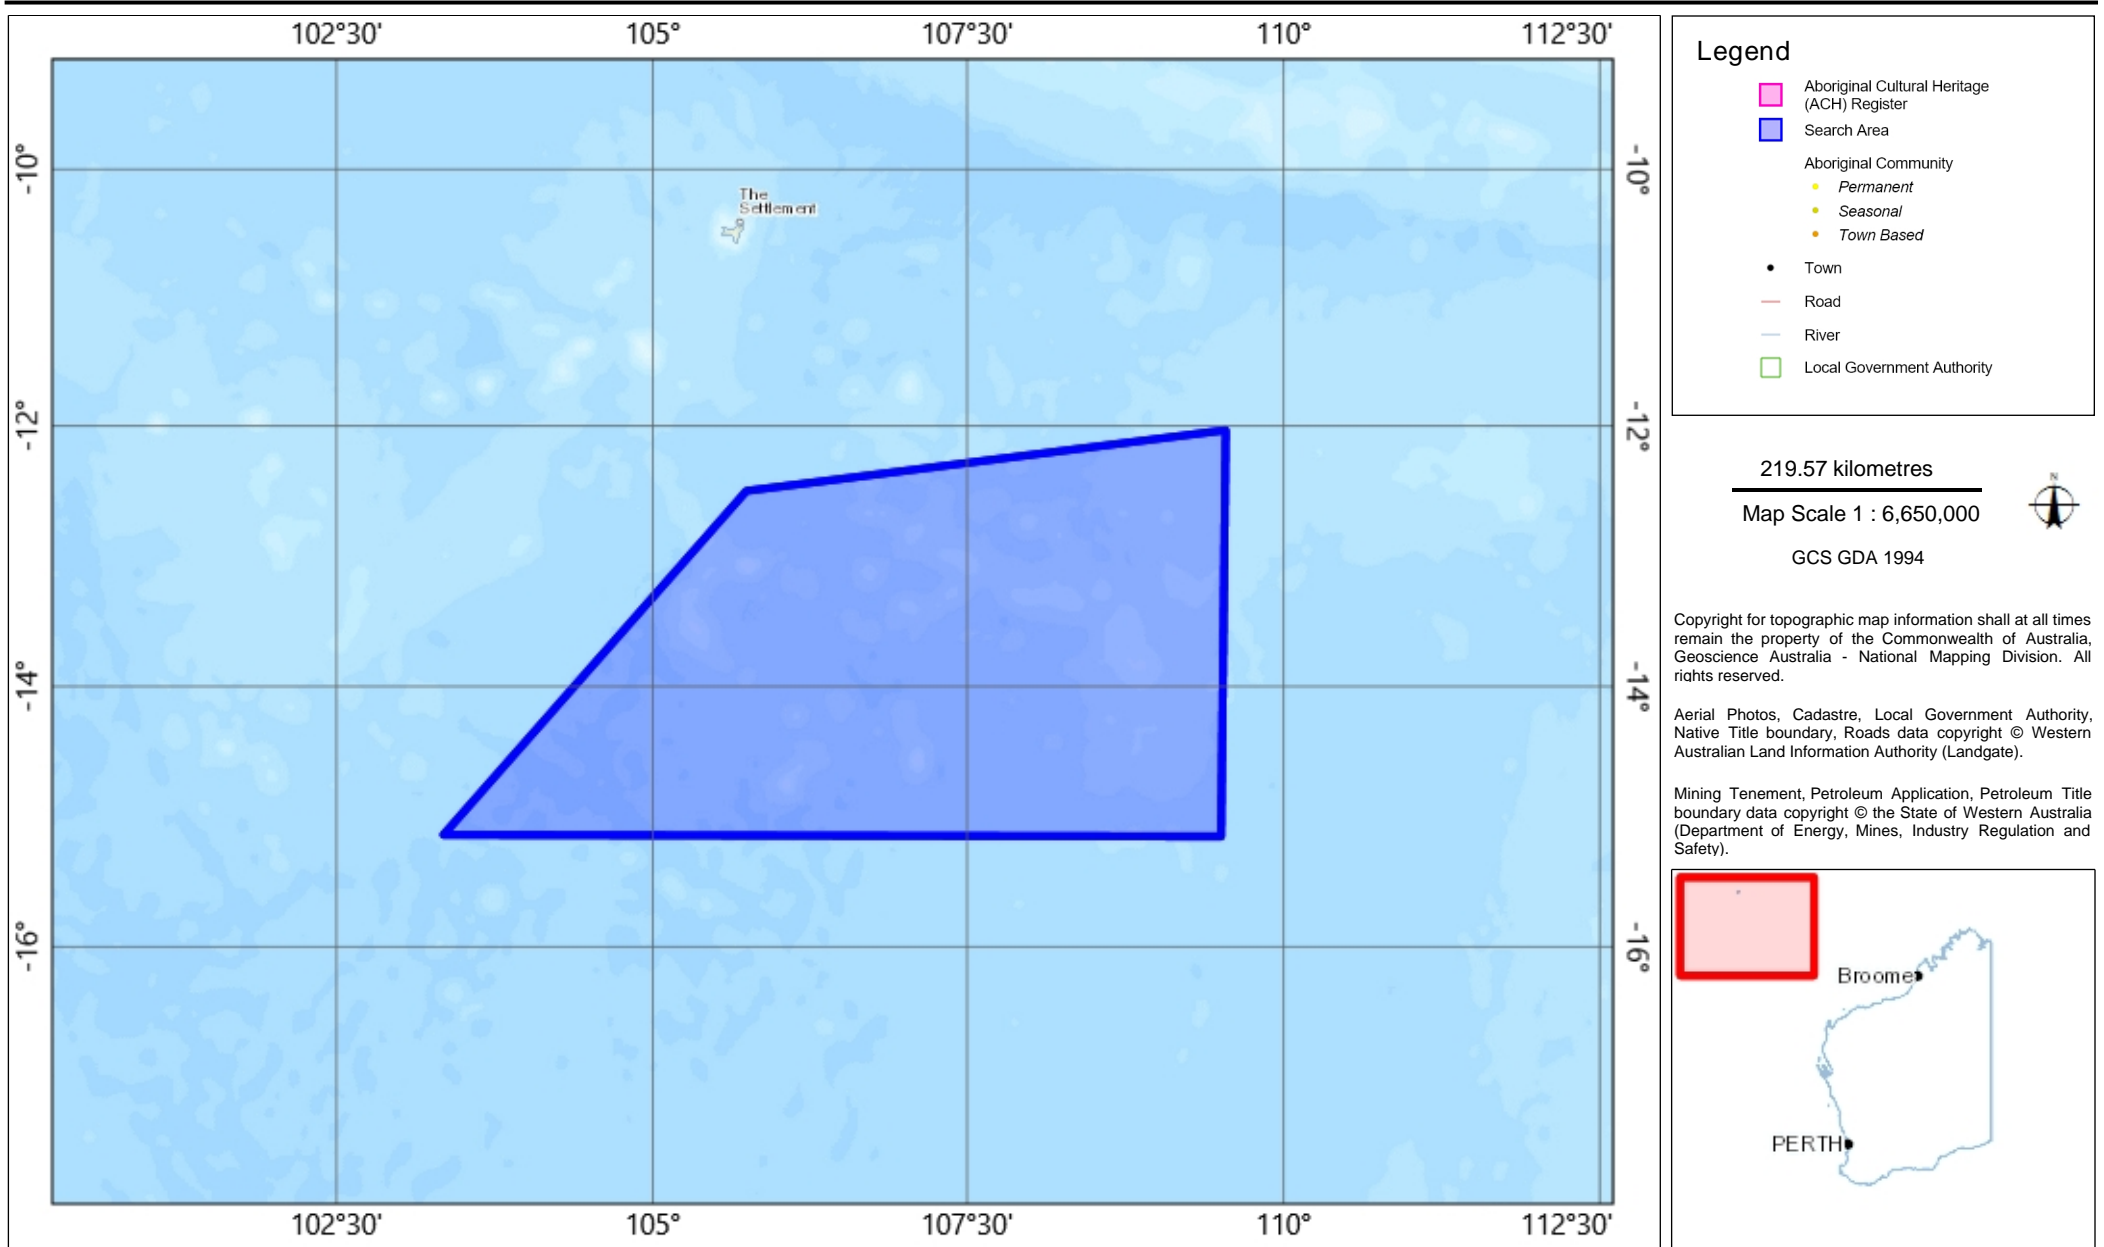 102°30' 105° 107°30' 110° 112°30'
-10° -10°
The
Settlement
-12° -12°
-14° -14°
-16° -16°
102°30' 105° 107°30' 110° 112°30'
Legend
Aboriginal Cultural Heritage
(ACH) Register
Search Area
Aboriginal Community
Permanent
Seasonal
Town Based
Town
Road
River
Local Government Authority
219.57 kilometres
Map Scale 1 : 6,650,000
GCS GDA 1994
N
Copyright for topographic map information shall at all times
remain the property of the Commonwealth of Australia,
Geoscience Australia - National Mapping Division. All
rights reserved.
Aerial Photos, Cadastre, Local Government Authority,
Native Title boundary, Roads data copyright © Western
Australian Land Information Authority (Landgate).
Mining Tenement, Petroleum Application, Petroleum Title
boundary data copyright © the State of Western Australia
(Department of Energy, Mines, Industry Regulation and
Safety).
Broome
PERTH